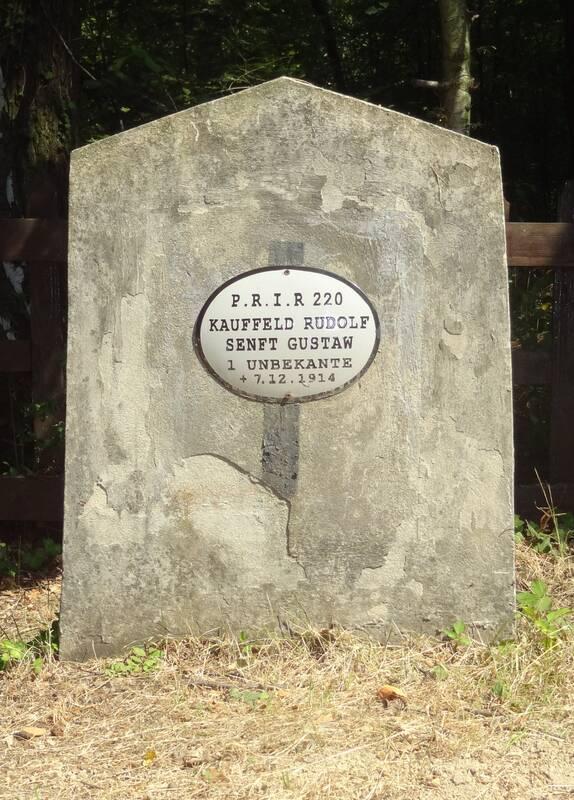 P.R.I.R 220
KAUFFELD RUDOLF
SENFT GUSTAW
1 UNBEKANTE
+ 7.12.1914